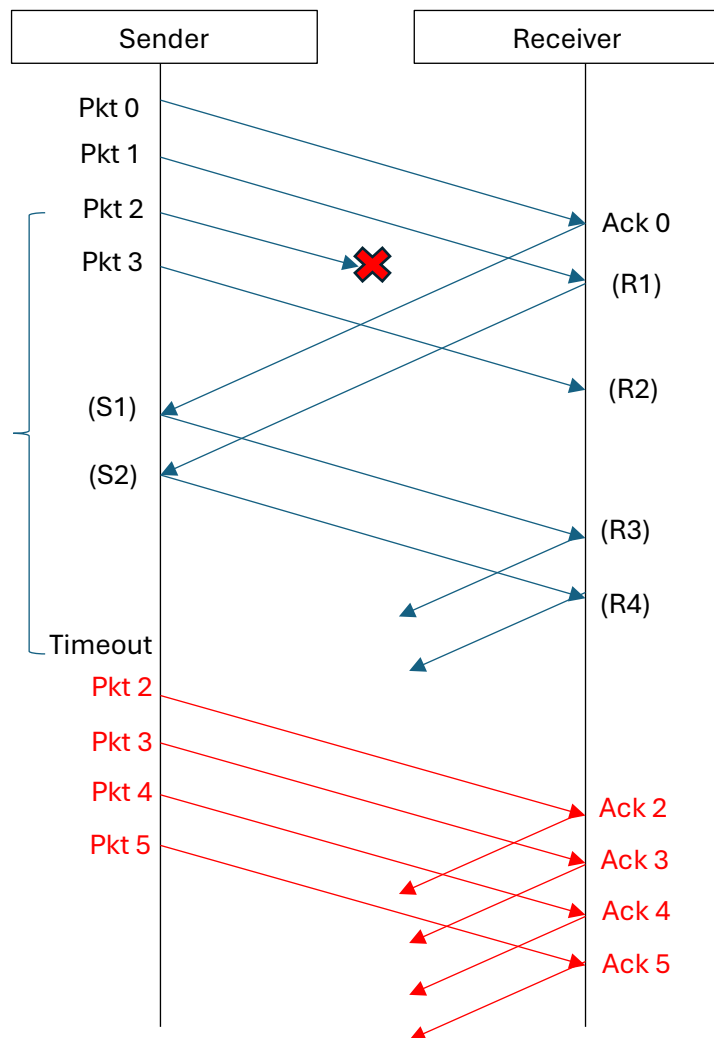 Sender
Receiver
Pkt 0
Pkt 1
Pkt 2
Ack 0
Pkt 3
(R1)
(R2)
(S1)
(S2)
(R3)
(R4)
Timeout
Pkt 2
Pkt 3
Pkt 4
Ack 2
Pkt 5
Ack 3
Ack 4
Ack 5